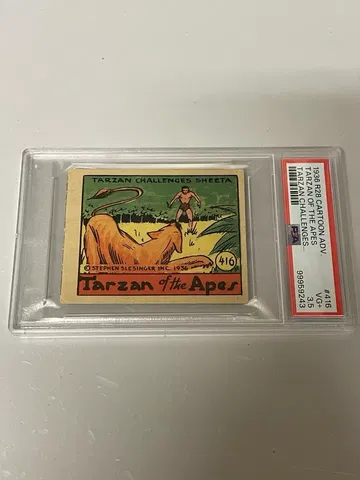 TARZAN CHALLENGES SHEETA
416
© STEPHEN SLESINGER INC. 1936
Tarzan of the Apes
1936 R28 CARTOON ADV. #416
TARZAN OF THE APES VG+
TARZAN CHALLENGES 3.5
PSA 99959243